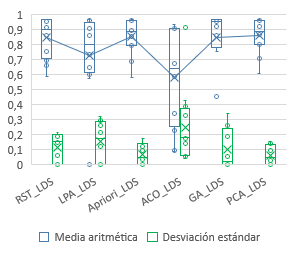 1
0,9
0,8
0,7
0,6
0,5
0,4
0,3
0,2
0,1
0
RST_LDS
LPA_LDS
Apriori_LDS
ACO_LDS
GA_LDS
PCA_LDS
Media aritmética
Desviación estándar